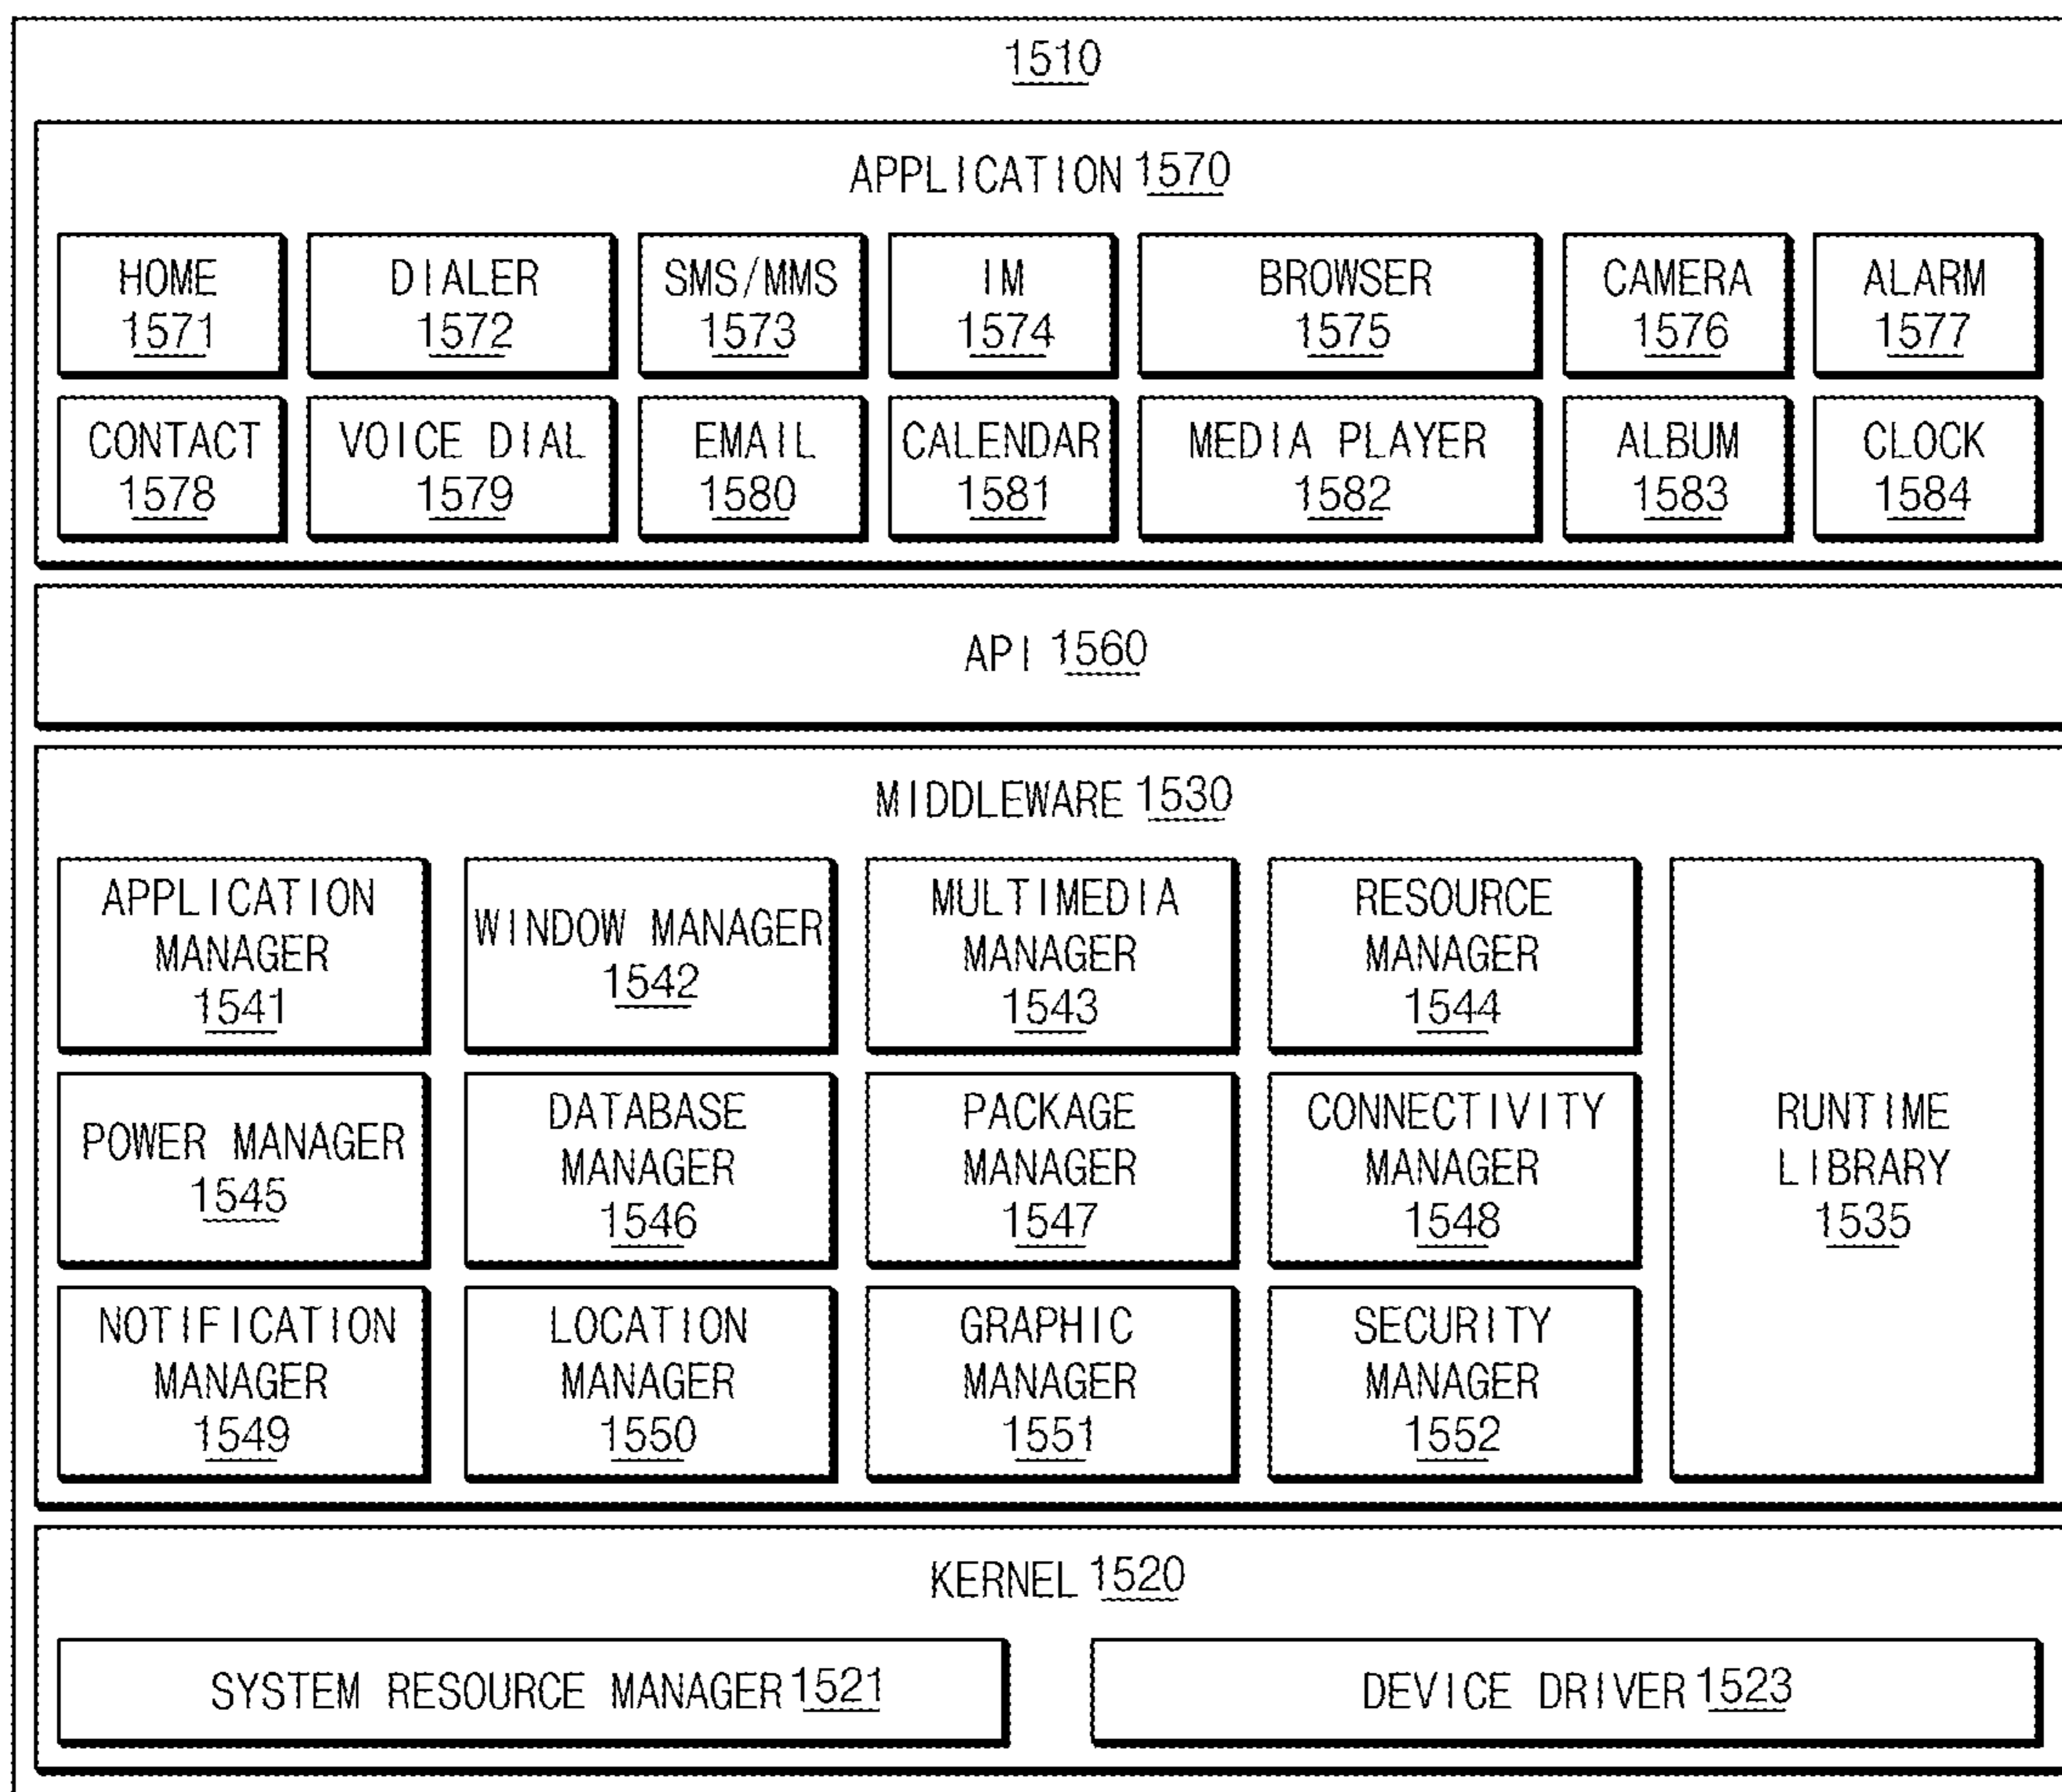 1510
APPLICATION 1570
HOME
1571
DIALER
1572
SMS/MMS
1573
IM
1574
BROWSER
1575
CAMERA
1576
ALARM
1577
CONTACT
1578
VOICE DIAL
1579
EMAIL
1580
CALENDAR
1581
MEDIA PLAYER
1582
ALBUM
1583
CLOCK
1584
API 1560
MIDDLEWARE 1530
APPLICATION
MANAGER
1541
WINDOW MANAGER
1542
MULTIMEDIA
MANAGER
1543
RESOURCE
MANAGER
1544
POWER MANAGER
1545
DATABASE
MANAGER
1546
PACKAGE
MANAGER
1547
CONNECTIVITY
MANAGER
1548
RUNTIME
LIBRARY
1535
NOTIFICATION
MANAGER
1549
LOCATION
MANAGER
1550
GRAPHIC
MANAGER
1551
SECURITY
MANAGER
1552
KERNEL 1520
SYSTEM RESOURCE MANAGER 1521
DEVICE DRIVER 1523